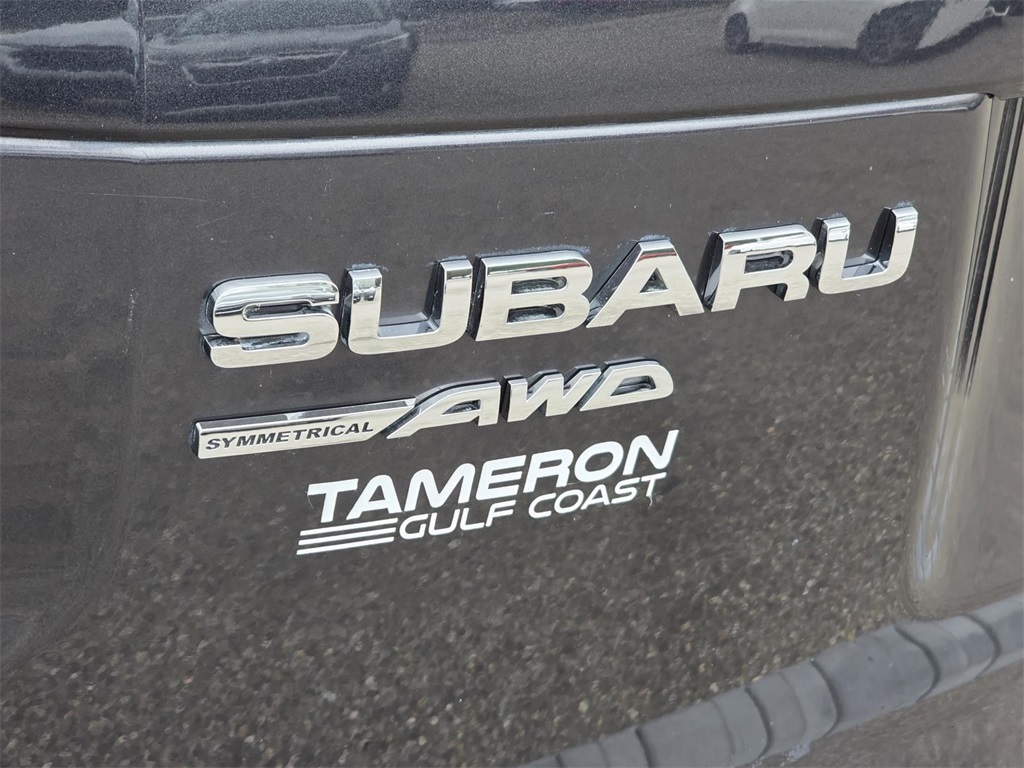 SUBARU
SYMMETRICAL AWD
TAMERON
GULF COAST